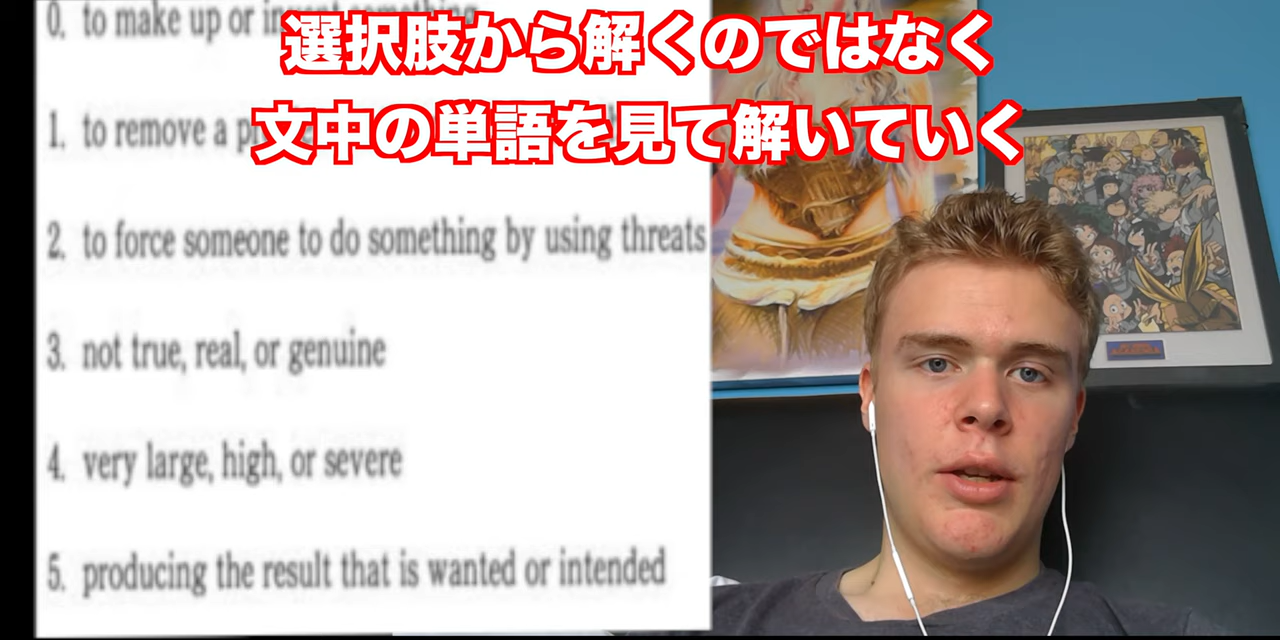 選択肢から解くのではなく
文中の単語を見て解いていく
0. to make up or something
1. to remove a
2. to force someone to do something by using threats
3. not true, real, or genuine
4. very large, high, or severe
5. producing the result that is wanted or intended